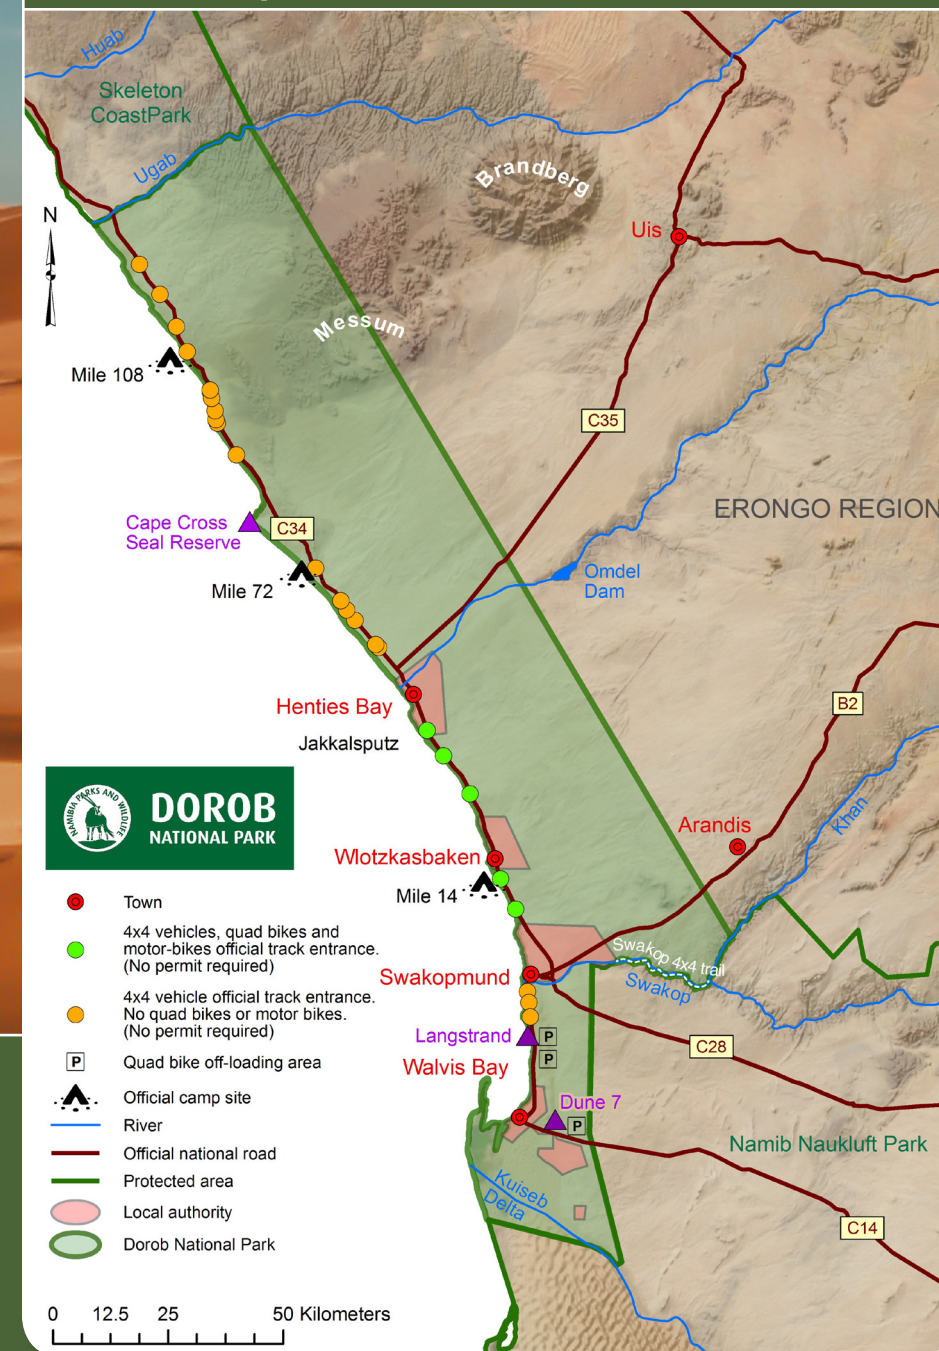 Huab
Skeleton
CoastPark
Ugab
Brandberg
N
Uis
Messum
Mile 108
C35
ERONGO REGION
Cape Cross
Seal Reserve
C34
Omdel
Dam
Mile 72
B2
Henties Bay
Jakkalsputz
NAMIBIA PARKS AND WILDLIFE
DOROB
NATIONAL PARK
Khan
Arandis
Wlotzkasbaken
Mile 14
Swakop 4x4 trail
Swakopmund
Swakop
Langstrand
P
P
C28
Walvis Bay
Dune 7
P
Namib Naukluft Park
Kuiseb
Delta
C14
Town
4x4 vehicles, quad bikes and
motor-bikes official track entrance.
(No permit required)
4x4 vehicle official track entrance.
No quad bikes or motor bikes.
(No permit required)
P
Quad bike off-loading area
Official camp site
River
Official national road
Protected area
Local authority
Dorob National Park
0 12.5 25 50 Kilometers